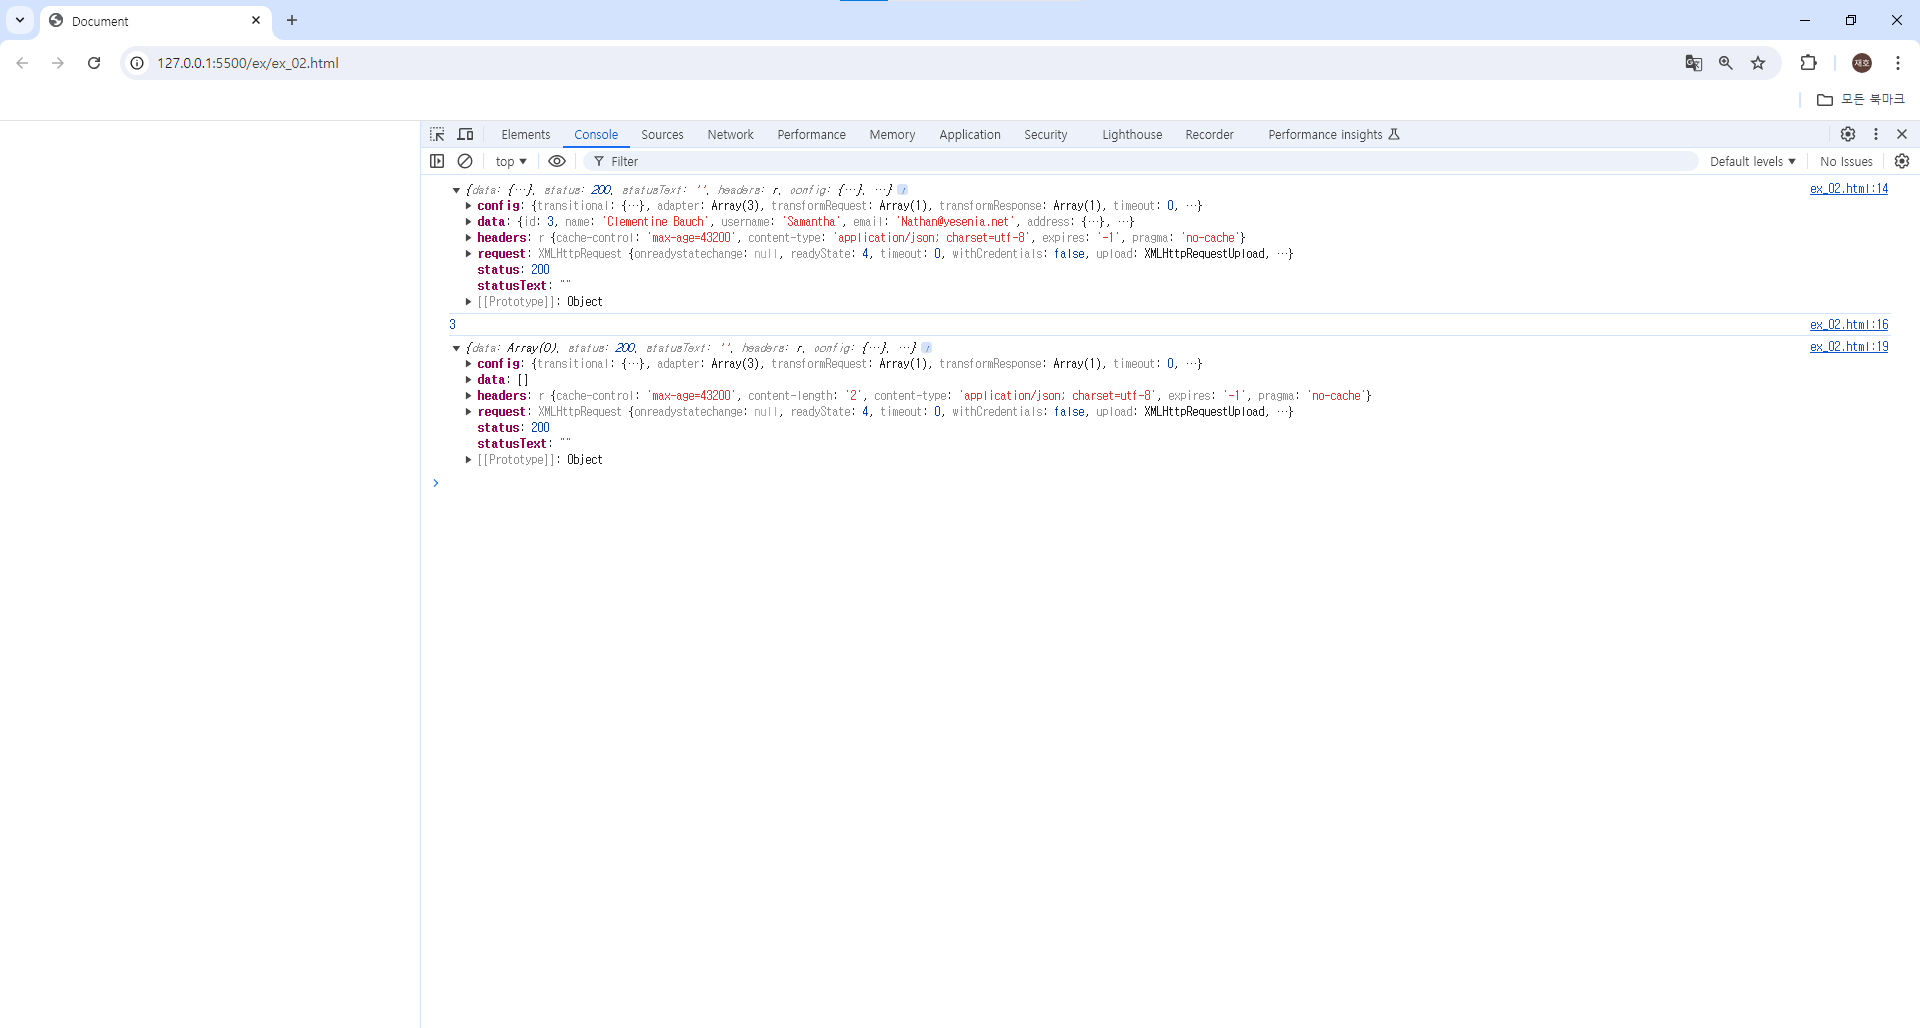 Document
127.0.0.1:5500/ex/ex_02.html
재호
모든 북마크
Elements Console Sources Network Performance Memory Application Security Lighthouse Recorder Performance insights
top Filter Default levels No Issues
{data: {…}, status: 200, statusText: '', headers: r, config: {…}, …} i ex_02.html:14
config: {transitional: {…}, adapter: Array(3), transformRequest: Array(1), transformResponse: Array(1), timeout: 0, …}
data: {id: 3, name: 'Clementine Bauch', username: 'Samantha', email: 'Nathan@yesenia.net', address: {…}, …}
headers: r {cache-control: 'max-age=43200', content-type: 'application/json; charset=utf-8', expires: '-1', pragma: 'no-cache'}
request: XMLHttpRequest {onreadystatechange: null, readyState: 4, timeout: 0, withCredentials: false, upload: XMLHttpRequestUpload, …}
status: 200
statusText: ""
[[Prototype]]: Object
3 ex_02.html:16
{data: Array(0), status: 200, statusText: '', headers: r, config: {…}, …} i ex_02.html:19
config: {transitional: {…}, adapter: Array(3), transformRequest: Array(1), transformResponse: Array(1), timeout: 0, …}
data: []
headers: r {cache-control: 'max-age=43200', content-length: '2', content-type: 'application/json; charset=utf-8', expires: '-1', pragma: 'no-cache'}
request: XMLHttpRequest {onreadystatechange: null, readyState: 4, timeout: 0, withCredentials: false, upload: XMLHttpRequestUpload, …}
status: 200
statusText: ""
[[Prototype]]: Object